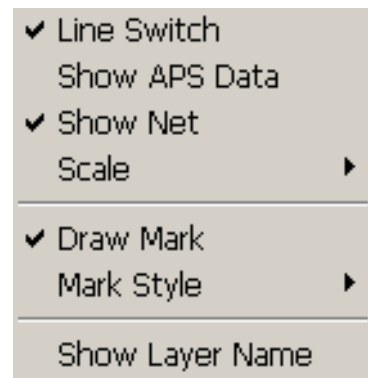 Line Switch
Show APS Data
Show Net
Scale
Draw Mark
Mark Style
Show Layer Name